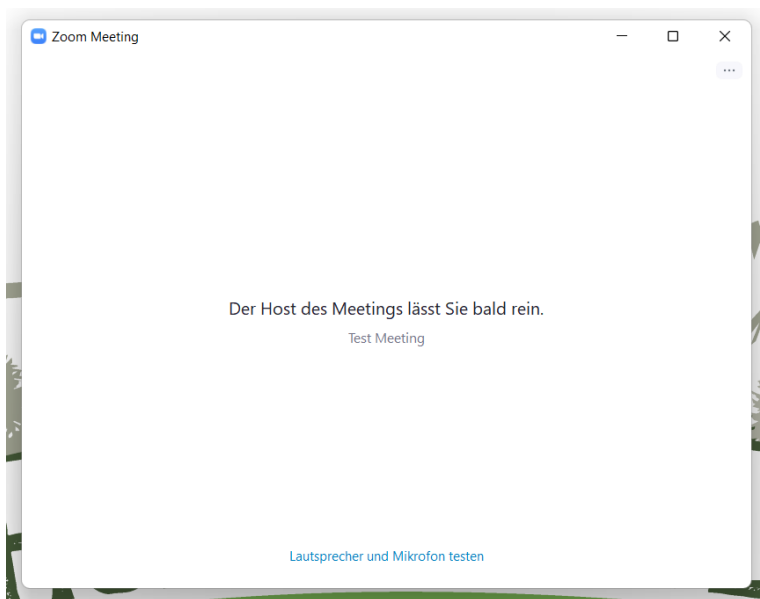 Zoom Meeting
Der Host des Meetings lässt Sie bald rein.
Test Meeting
Lautsprecher und Mikrofon testen